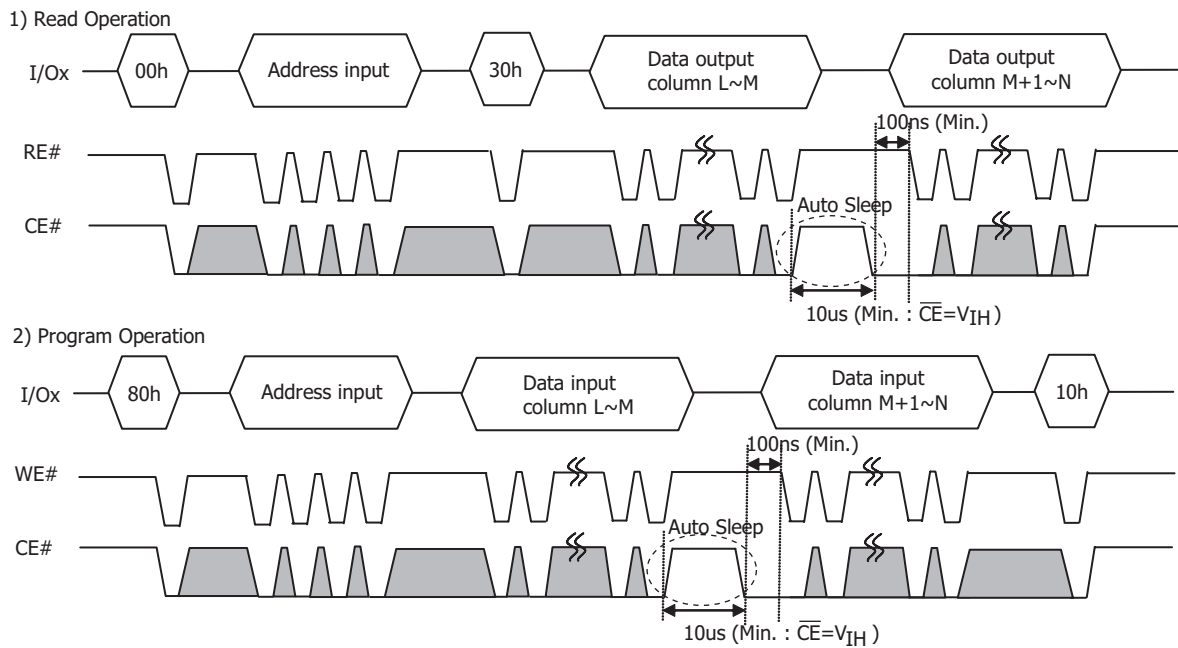 1) Read Operation
I/Ox
00h
Address input
30h
Data output
column L~M
Data output
column M+1~N
100ns (Min.)
RE#
Auto Sleep
CE#
10us (Min. : CE=VIH )
2) Program Operation
I/Ox
80h
Address input
Data input
column L~M
Data input
column M+1~N
10h
100ns (Min.)
WE#
Auto Sleep
CE#
10us (Min. : CE=VIH )